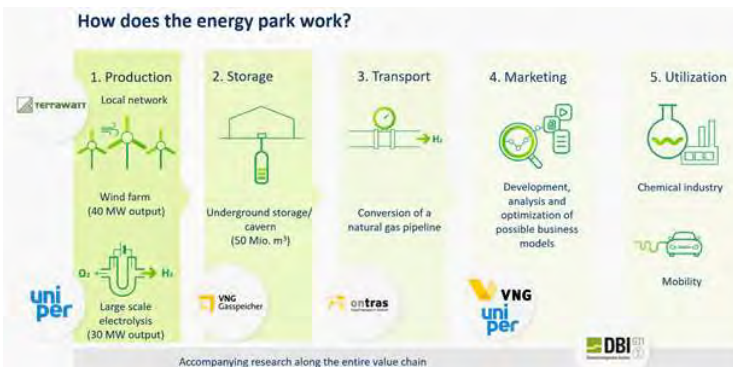 How does the energy park work?
1. Production
TERRAWATT
Local network
Wind farm
(40 MW output)
O₂
H₂
uni
per
Large scale
electrolysis
(30 MW output)
2. Storage
Underground storage/
cavern
(50 Mio. m³)
VNG
Gasspeicher
3. Transport
H₂
Conversion of a
natural gas pipeline
ontras
4. Marketing
Development,
analysis and
optimization of
possible business
models
VNG
uni
per
5. Utilization
Chemical industry
Mobility
DBI
Accompanying research along the entire value chain